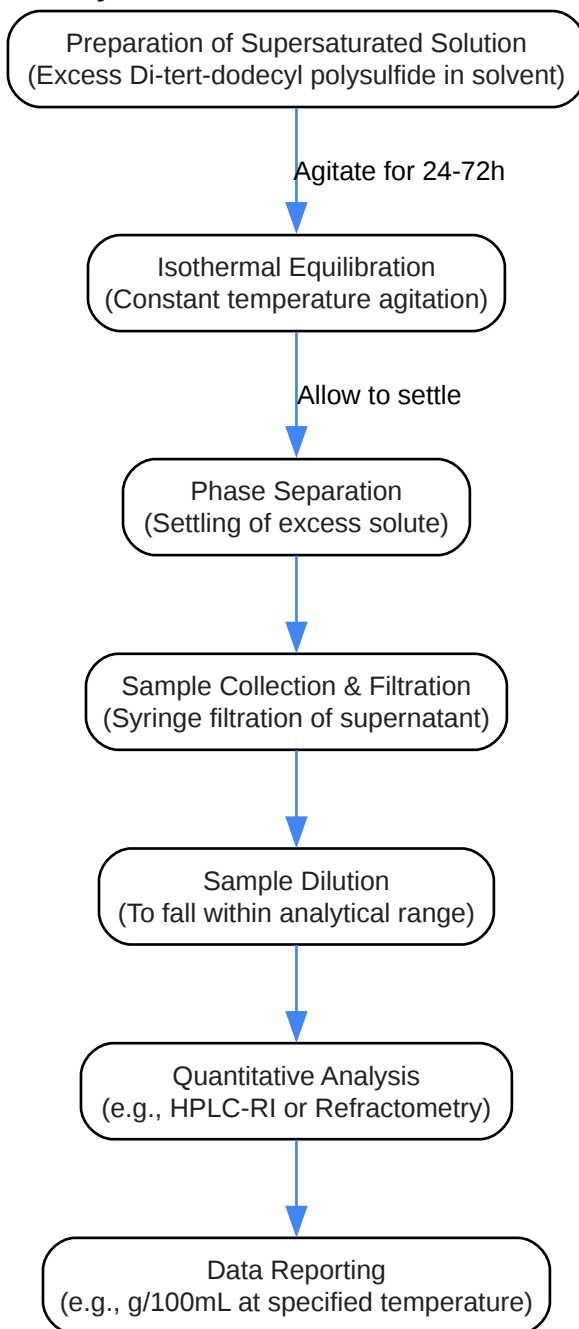 Preparation of Supersaturated Solution
(Excess Di-tert-dodecyl polysulfide in solvent)
Agitate for 24-72h
Isothermal Equilibration
(Constant temperature agitation)
Allow to settle
Phase Separation
(Settling of excess solute)
Sample Collection & Filtration
(Syringe filtration of supernatant)
Sample Dilution
(To fall within analytical range)
Quantitative Analysis
(e.g., HPLC-RI or Refractometry)
Data Reporting
(e.g., g/100mL at specified temperature)